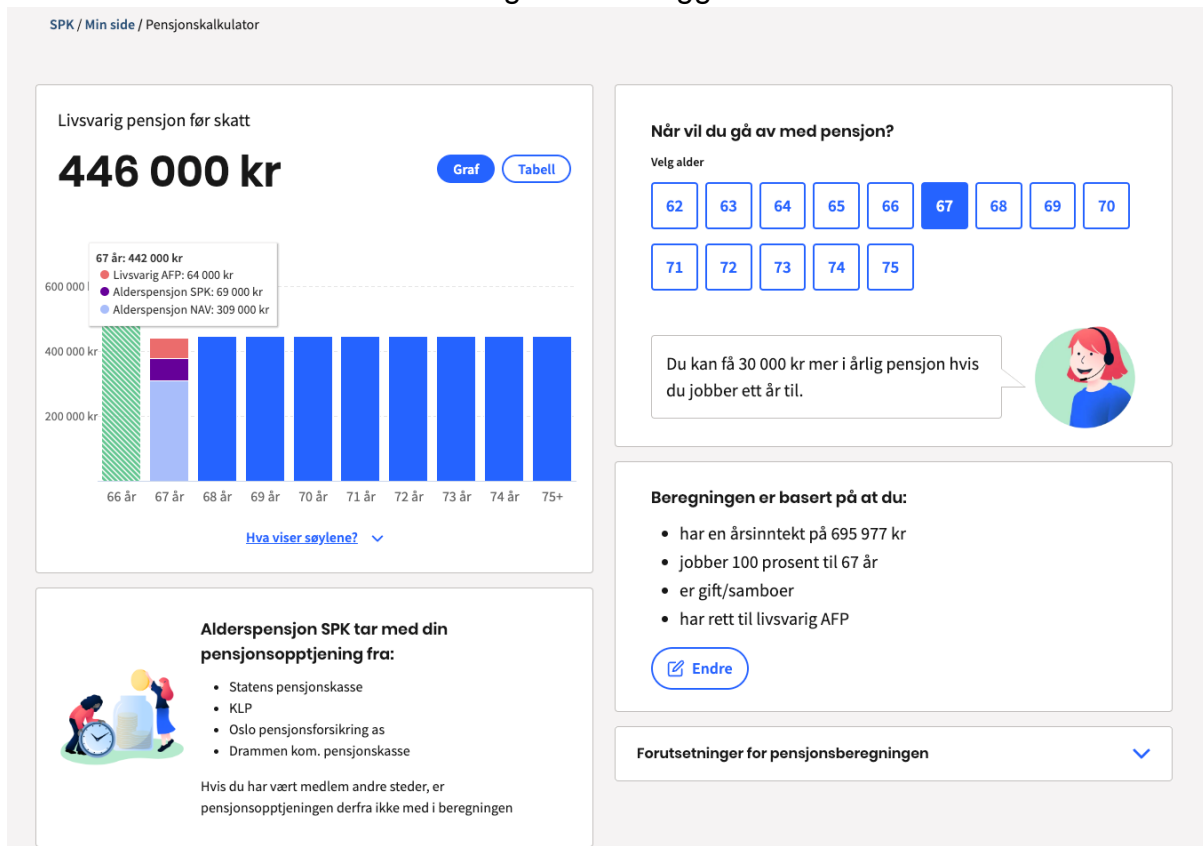 SPK / Min side / Pensjonskalkulator
Livsvarig pensjon før skatt
446 000 kr
Graf
Tabell
67 år: 442 000 kr
Livsvarig AFP: 64 000 kr
Alderspensjon SPK: 69 000 kr
Alderspensjon NAV: 309 000 kr
600 000
400 000 kr
200 000 kr
66 år 67 år 68 år 69 år 70 år 71 år 72 år 73 år 74 år 75+
Hva viser søylene?
Alderspensjon SPK tar med din
pensjonsopptjening fra:
• Statens pensjonskasse
• KLP
• Oslo pensjonsforsikring as
• Drammen kom. pensjonskasse
Hvis du har vært medlem andre steder, er
pensjonsopptjeningen derfra ikke med i beregningen
Når vil du gå av med pensjon?
Velg alder
62 63 64 65 66 67 68 69 70
71 72 73 74 75
Du kan få 30 000 kr mer i årlig pensjon hvis
du jobber ett år til.
Beregningen er basert på at du:
• har en årsinntekt på 695 977 kr
• jobber 100 prosent til 67 år
• er gift/samboer
• har rett til livsvarig AFP
Endre
Forutsetninger for pensjonsberegningen